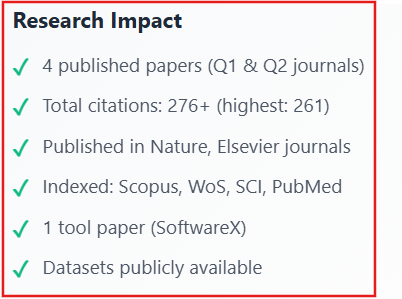 Research Impact
✓ 4 published papers (Q1 & Q2 journals)
✓ Total citations: 276+ (highest: 261)
✓ Published in Nature, Elsevier journals
✓ Indexed: Scopus, WoS, SCI, PubMed
✓ 1 tool paper (SoftwareX)
✓ Datasets publicly available